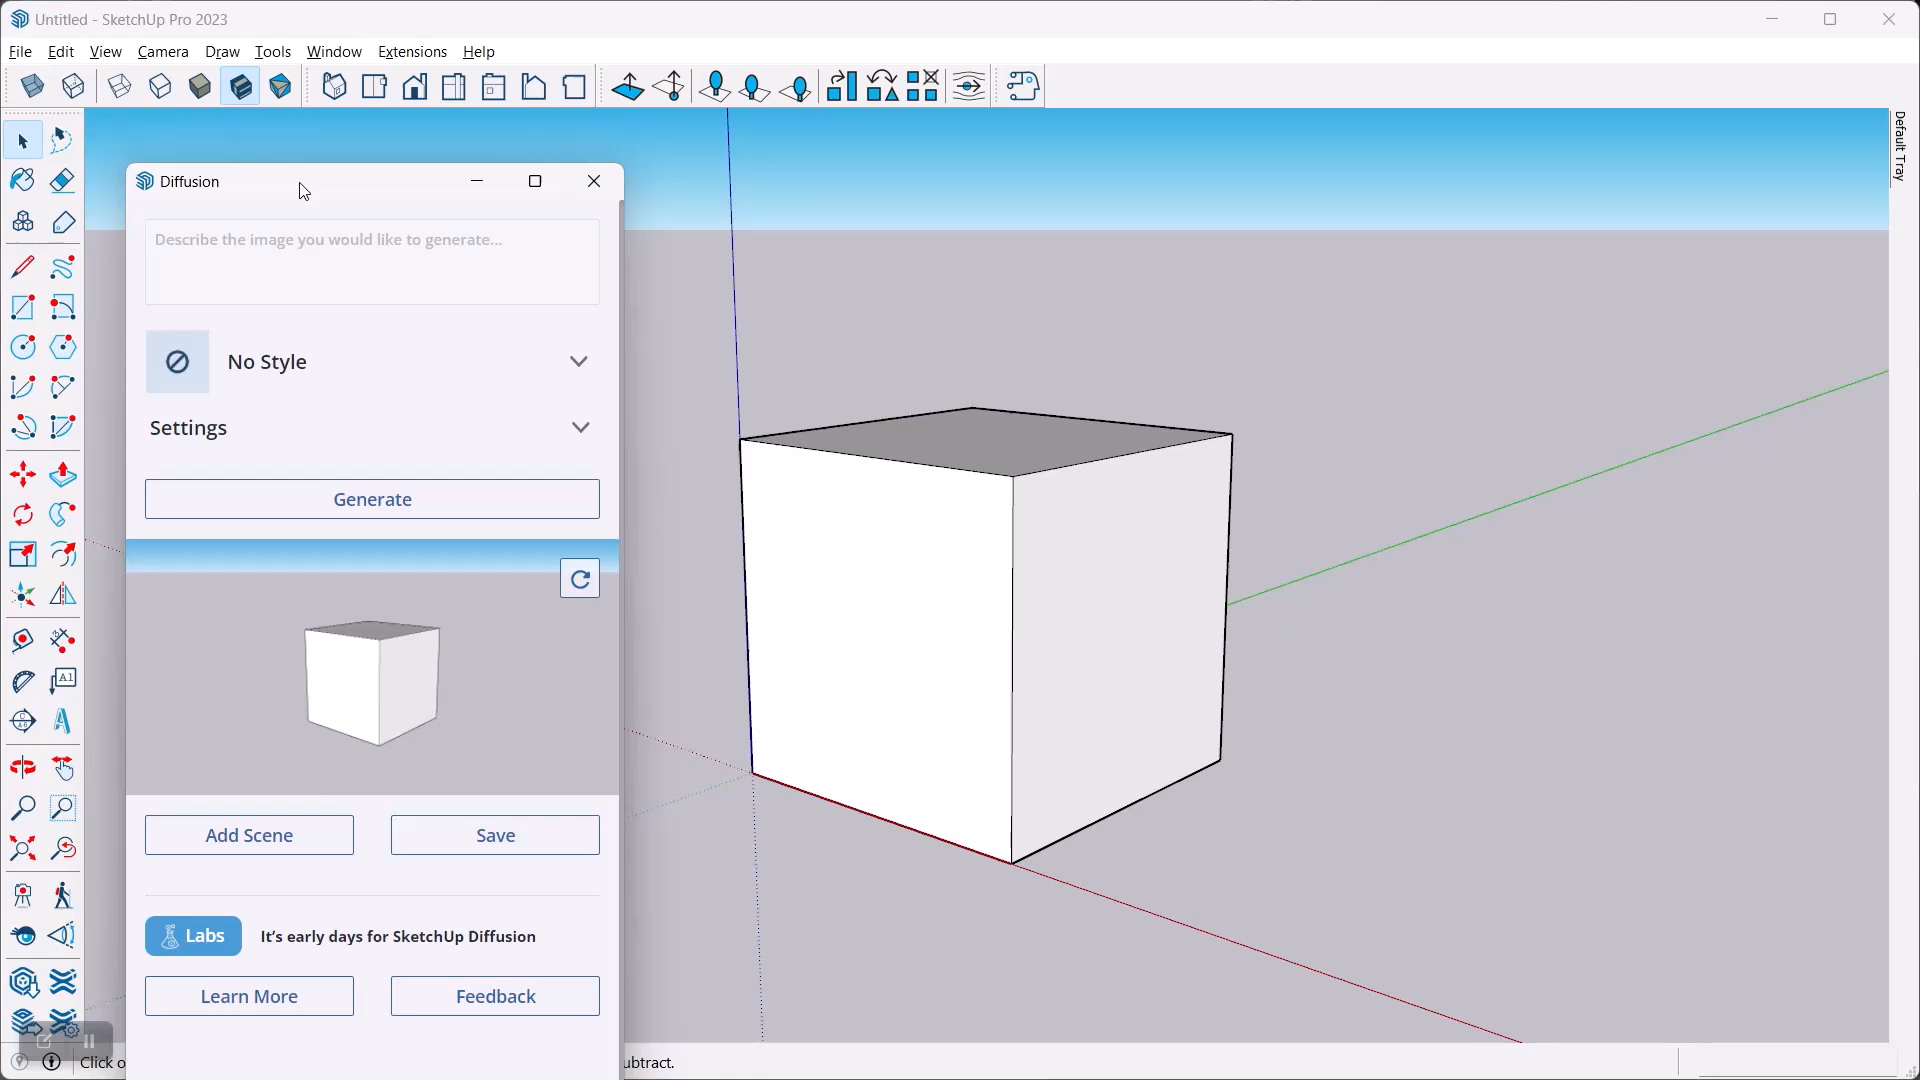 Untitled - SketchUp Pro 2023
File Edit View Camera Draw Tools Window Extensions Help
Default Tray
Diffusion
Describe the image you would like to generate...
No Style
Settings
Generate
Add Scene Save
Labs It’s early days for SketchUp Diffusion
Learn More Feedback
Click o ubtract.